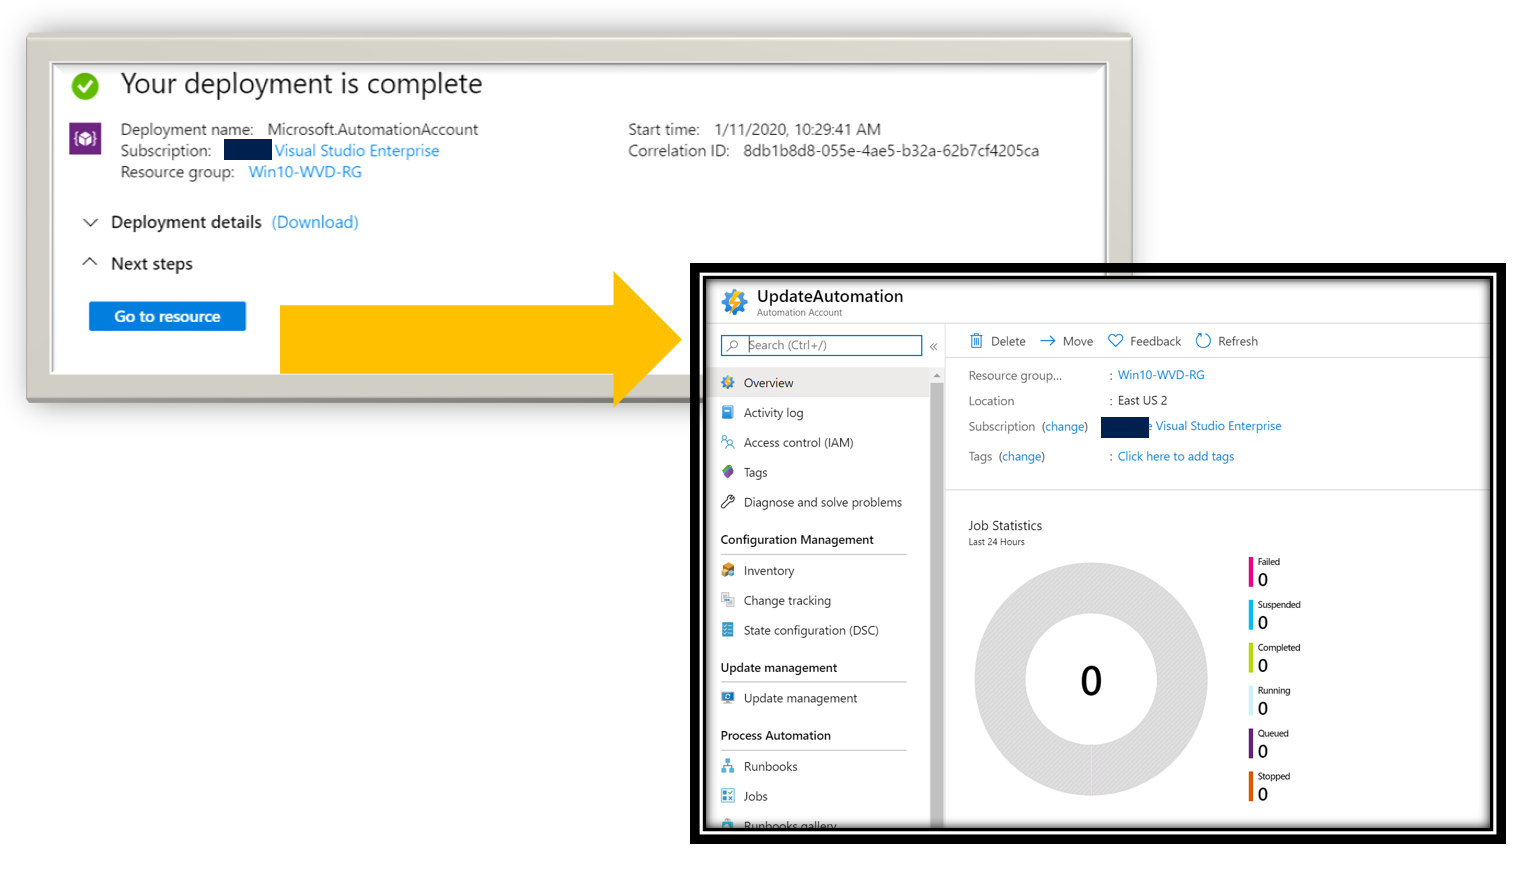 Your deployment is complete
Deployment name: Microsoft.AutomationAccount
Subscription: Visual Studio Enterprise
Resource group: Win10-WVD-RG
Start time: 1/11/2020, 10:29:41 AM
Correlation ID: 8db1b8d8-055e-4ae5-b32a-62b7cf4205ca
Deployment details (Download)
Next steps
Go to resource
UpdateAutomation
Automation Account
Search (Ctrl+/)
«
Overview
Activity log
Access control (IAM)
Tags
Diagnose and solve problems
Configuration Management
Inventory
Change tracking
State configuration (DSC)
Update management
Update management
Process Automation
Runbooks
Jobs
Runbooks gallery
Delete Move Feedback Refresh
Resource group... : Win10-WVD-RG
Location : East US 2
Subscription (change) e Visual Studio Enterprise
Tags (change) : Click here to add tags
Job Statistics
Last 24 Hours
0
Failed
0
Suspended
0
Completed
0
Running
0
Queued
0
Stopped
0